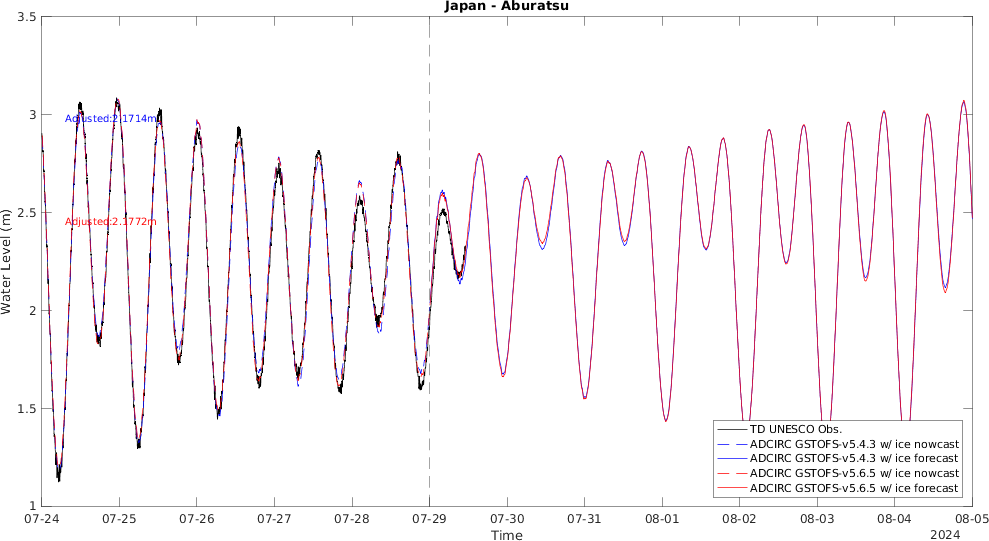 Japan - Aburatsu
3.5
3
2.5
2
1.5
1
Water Level (m)
Adjusted:2.1714m
Adjusted:2.1772m
TD UNESCO Obs.
ADCIRC GSTOFS-v5.4.3 w/ ice nowcast
ADCIRC GSTOFS-v5.4.3 w/ ice forecast
ADCIRC GSTOFS-v5.6.5 w/ ice nowcast
ADCIRC GSTOFS-v5.6.5 w/ ice forecast
07-24 07-25 07-26 07-27 07-28 07-29 07-30 07-31 08-01 08-02 08-03 08-04 08-05
Time
2024